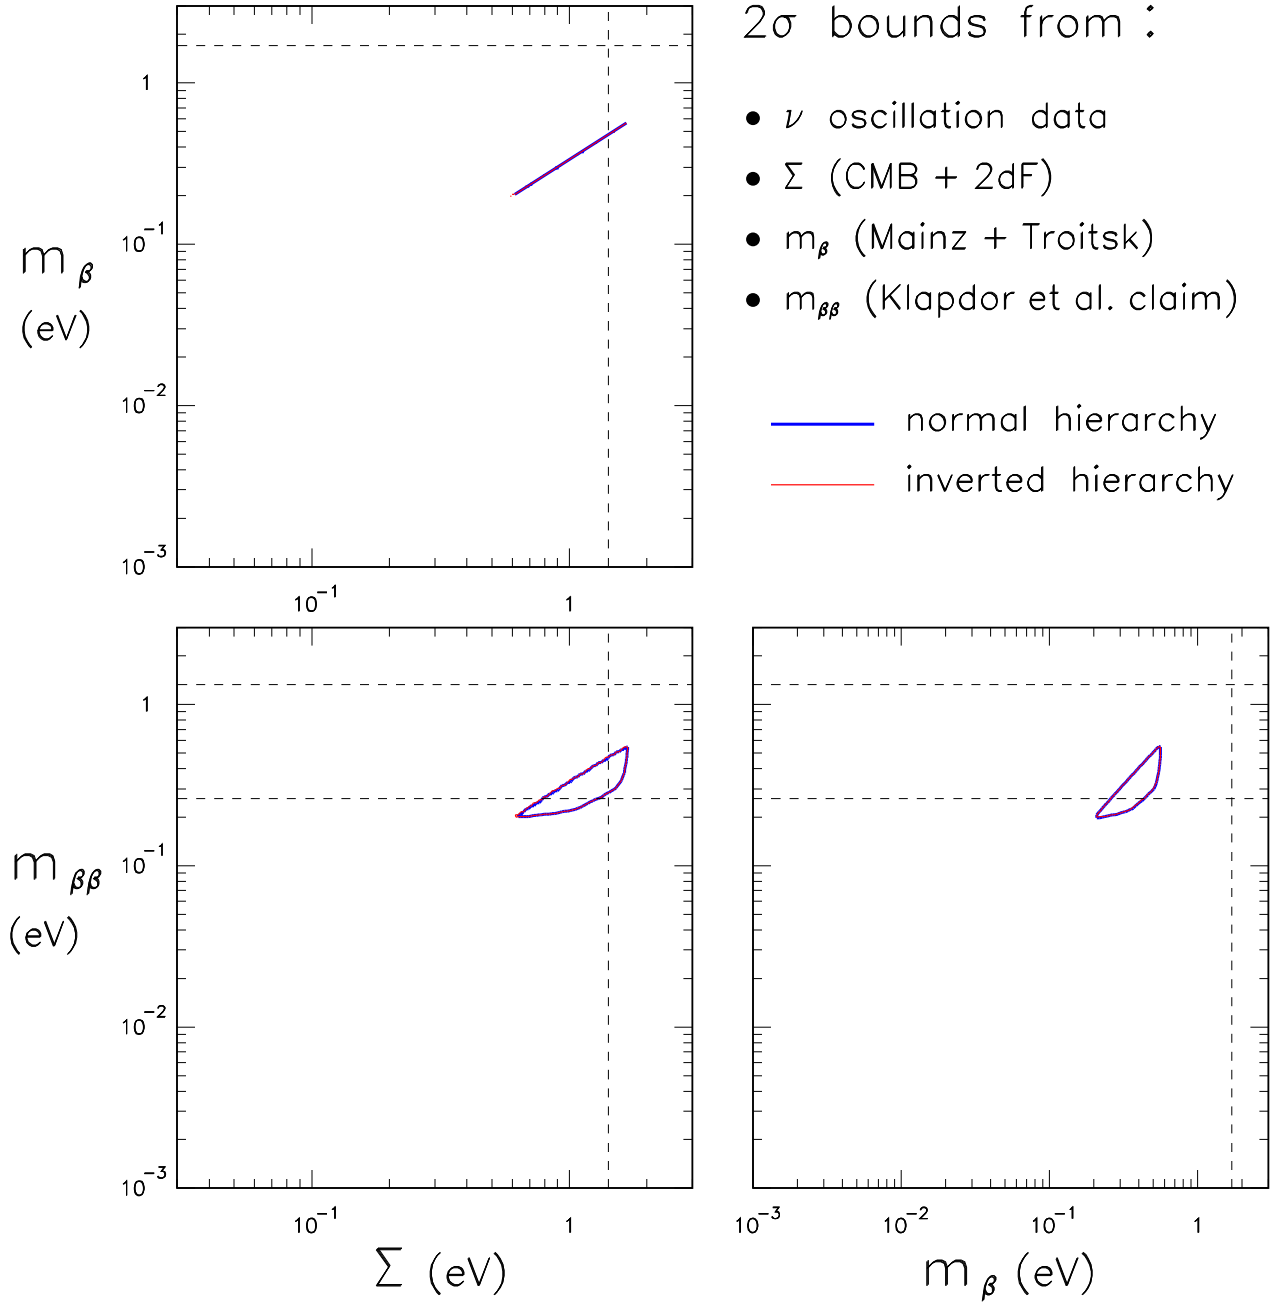 2σ bounds from :
• ν oscillation data
• Σ (CMB + 2dF)
• m_β (Mainz + Troitsk)
• m_ββ (Klapdor et al. claim)
normal hierarchy
inverted hierarchy
1
10⁻¹
10⁻²
10⁻³
m_β
(eV)
10⁻¹ 1
1
10⁻¹
10⁻²
10⁻³
m_ββ
(eV)
10⁻¹ 1
Σ (eV)
10⁻³ 10⁻² 10⁻¹ 1
m_β (eV)